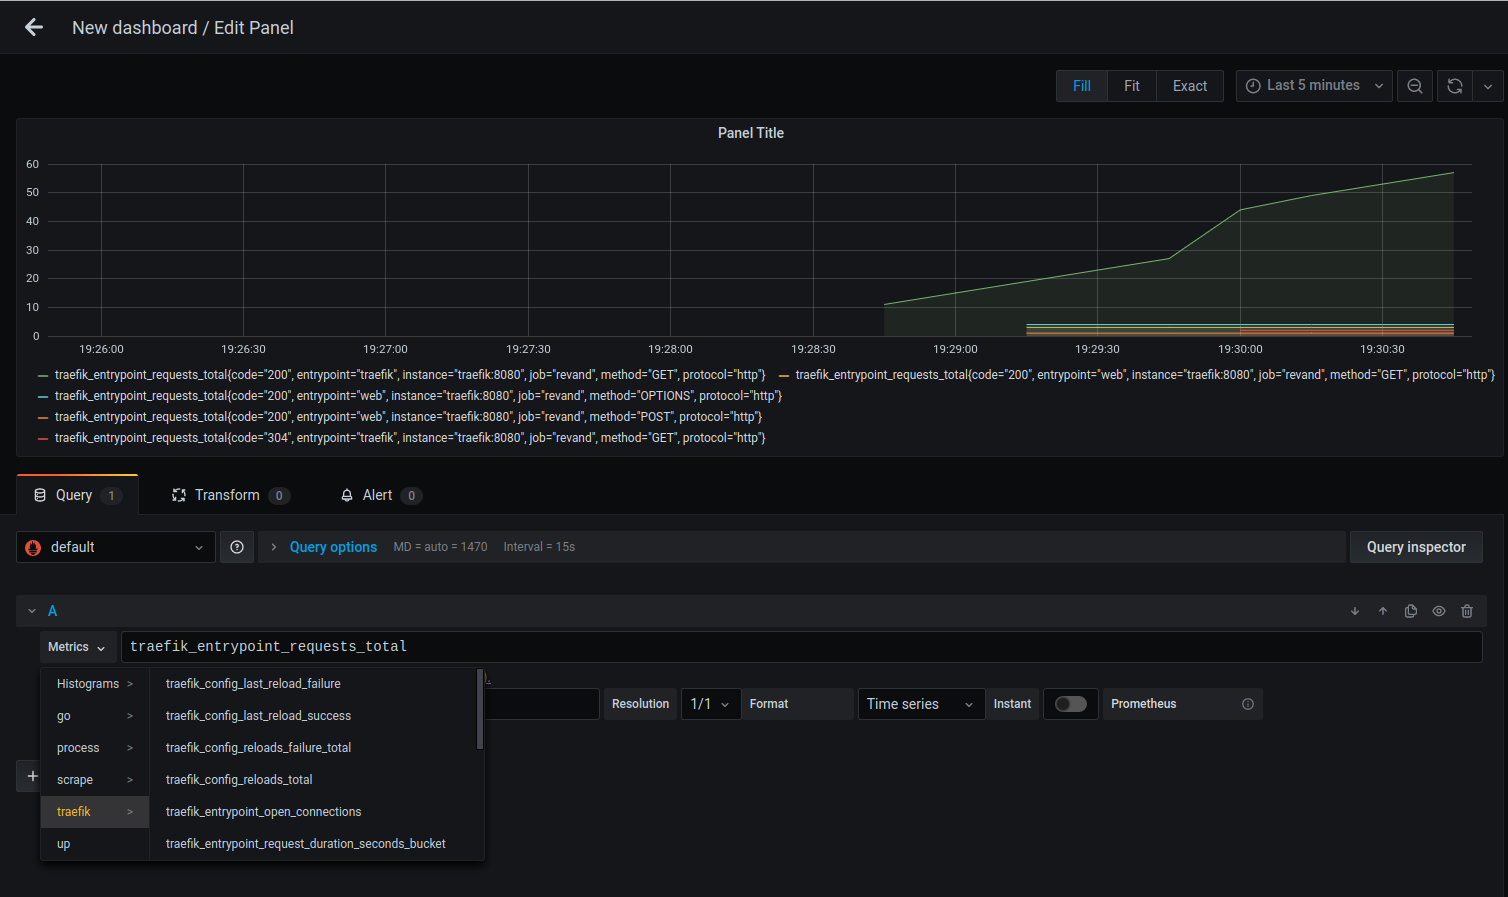 New dashboard / Edit Panel
Fill Fit Exact Last 5 minutes
Panel Title
60
50
40
30
20
10
0
19:26:00 19:26:30 19:27:00 19:27:30 19:28:00 19:28:30 19:29:00 19:29:30 19:30:00 19:30:30
traefik_entrypoint_requests_total{code="200", entrypoint="traefik", instance="traefik:8080", job="revand", method="GET", protocol="http"} traefik_entrypoint_requests_total{code="200", entrypoint="web", instance="traefik:8080", job="revand", method="GET", protocol="http"}
traefik_entrypoint_requests_total{code="200", entrypoint="web", instance="traefik:8080", job="revand", method="OPTIONS", protocol="http"}
traefik_entrypoint_requests_total{code="200", entrypoint="web", instance="traefik:8080", job="revand", method="POST", protocol="http"}
traefik_entrypoint_requests_total{code="304", entrypoint="traefik", instance="traefik:8080", job="revand", method="GET", protocol="http"}
Query 1 Transform 0 Alert 0
default Query options MD = auto = 1470 Interval = 15s Query inspector
A
Metrics traefik_entrypoint_requests_total
Histograms > traefik_config_last_reload_failure
Resolution 1/1 Format Time series Instant Prometheus
go > traefik_config_last_reload_success
process > traefik_config_reloads_failure_total
scrape > traefik_config_reloads_total
traefik > traefik_entrypoint_open_connections
up traefik_entrypoint_request_duration_seconds_bucket